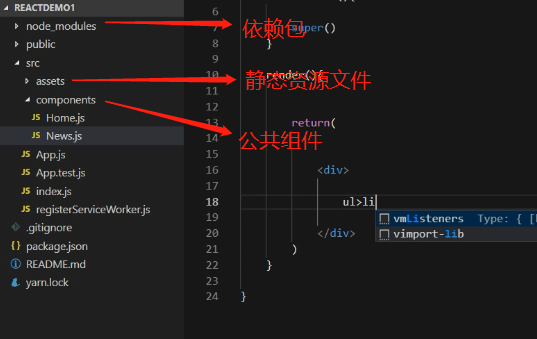 REACTDEMO1
node_modules
public
src
assets
components
Home.js
News.js
App.js
App.test.js
index.js
registerServiceWorker.js
.gitignore
package.json
README.md
yarn.lock
依赖包
静态资源文件
公共组件
6
7 super()
8 }
9
10 render(){
11
12
13 return(
14
15
16 <div>
17
18 ul>li
19 vmListeners Type: { [
20 </div> vimport-lib
21 )
22 }
23
24 }